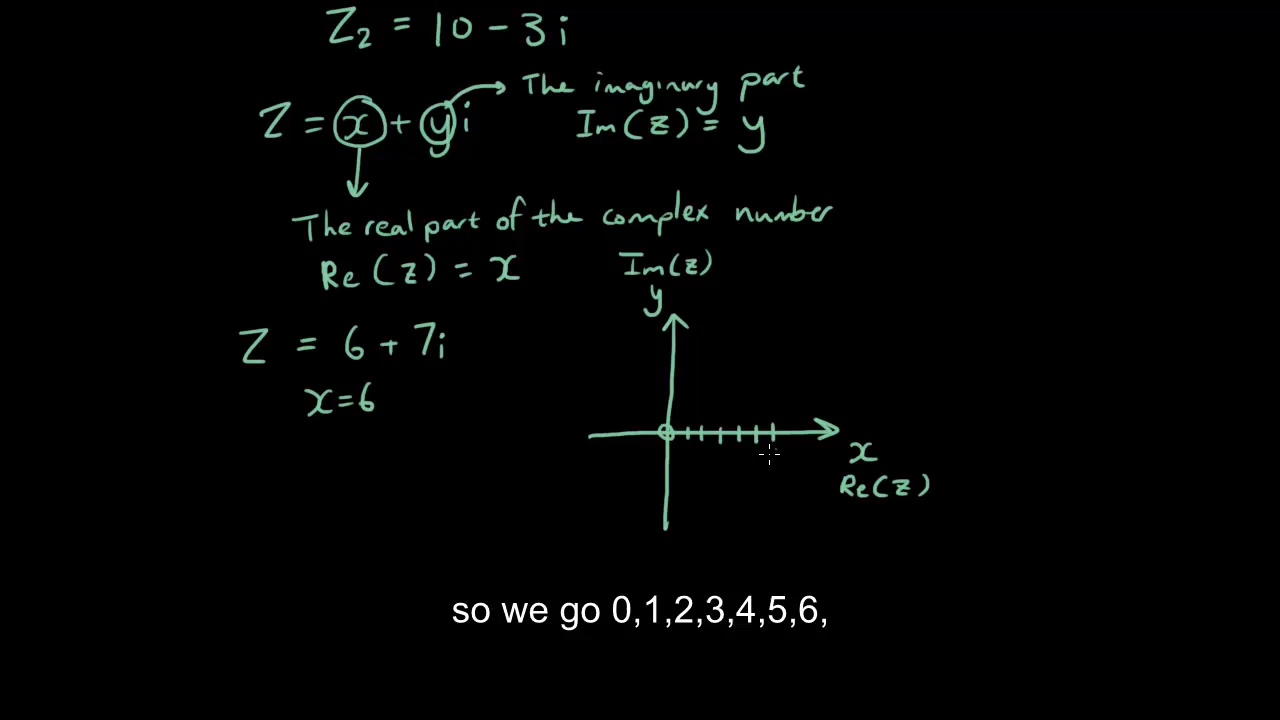 Z₂ = 10 - 3i
Z = x + yi → The imaginary part
Im(z) = y
The real part of the complex number
Re(z) = x
Im(z)
y
Z = 6 + 7i
x = 6
x
Re(z)
so we go 0,1,2,3,4,5,6,